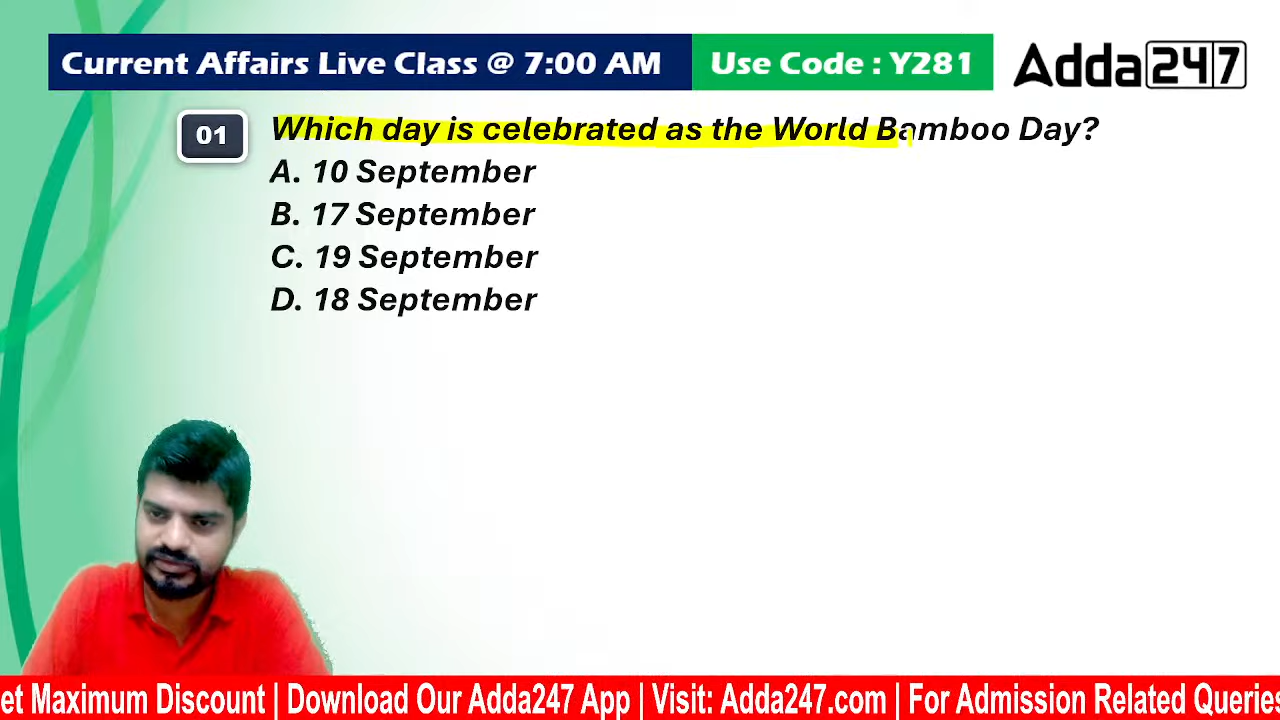 Current Affairs Live Class @ 7:00 AM Use Code : Y281 Adda247
01 Which day is celebrated as the World Bamboo Day?
A. 10 September
B. 17 September
C. 19 September
D. 18 September
et Maximum Discount | Download Our Adda247 App | Visit: Adda247.com | For Admission Related Queries